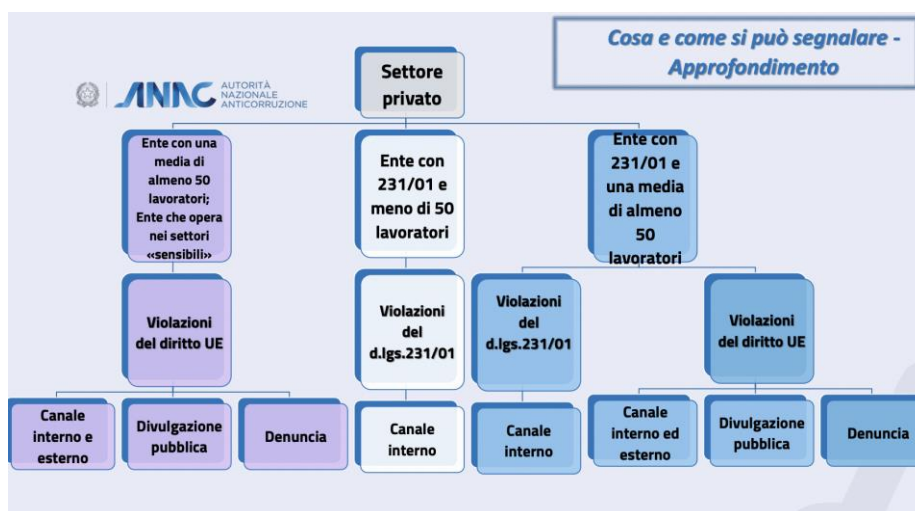 Cosa e come si può segnalare -
Approfondimento
ANAC
AUTORITÀ
NAZIONALE
ANTICORRUZIONE
Settore
privato
Ente con una
media di
almeno 50
lavoratori;
Ente che opera
nei settori
«sensibili»
Ente con
231/01 e
meno di 50
lavoratori
Ente con
231/01 e
una media
di almeno
50
lavoratori
Violazioni
del diritto UE
Violazioni
del
d.lgs.231/01
Violazioni
del
d.lgs.231/01
Violazioni
del diritto UE
Canale
interno e
esterno
Divulgazione
pubblica
Denuncia
Canale
interno
Canale
interno
Canale
interno ed
esterno
Divulgazione
pubblica
Denuncia